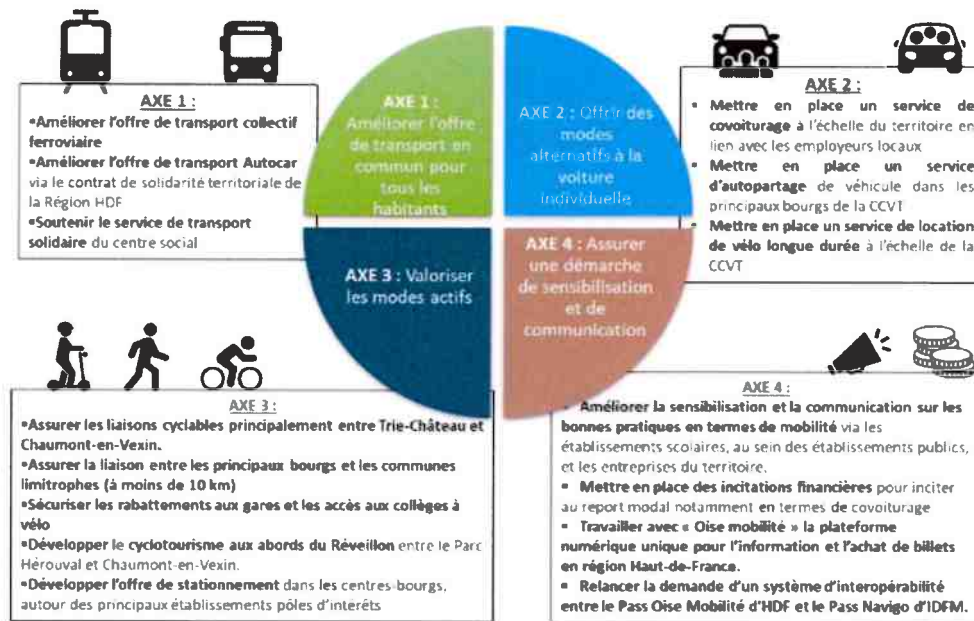 AXE 1 :
Améliorer l'offre
de transport en
commun pour
tous les
habitants
AXE 2 : Offrir des
modes
alternatifs à la
voiture
individuelle
AXE 3 : Valoriser
les modes actifs
AXE 4 : Assurer
une démarche
de sensibilisation
et de
communication
AXE 1 :
▪Améliorer l'offre de transport collectif
ferroviaire
▪Améliorer l'offre de transport Autocar
via le contrat de solidarité territoriale de
la Région HDF
▪Soutenir le service de transport
solidaire du centre social
AXE 2 :
▪ Mettre en place un service de
covoiturage à l'échelle du territoire en
lien avec les employeurs locaux
▪ Mettre en place un service
d'autopartage de véhicule dans les
principaux bourgs de la CCVT
▪ Mettre en place un service de location
de vélo longue durée à l'échelle de la
CCVT
AXE 3 :
▪Assurer les liaisons cyclables principalement entre Trie-Château et
Chaumont-en-Vexin.
▪Assurer la liaison entre les principaux bourgs et les communes
limitrophes (à moins de 10 km)
▪Sécuriser les rabattements aux gares et les accès aux collèges à
vélo
▪Développer le cyclotourisme aux abords du Réveillon entre le Parc
Hérouval et Chaumont-en-Vexin.
▪Développer l'offre de stationnement dans les centres-bourgs,
autour des principaux établissements pôles d'intérêts
AXE 4 :
▪ Améliorer la sensibilisation et la communication sur les
bonnes pratiques en termes de mobilité via les
établissements scolaires, au sein des établissements publics,
et les entreprises du territoire.
▪ Mettre en place des incitations financières pour inciter
au report modal notamment en termes de covoiturage
▪ Travailler avec « Oise mobilité » la plateforme
numérique unique pour l'information et l'achat de billets
en région Haut-de-France.
▪ Relancer la demande d'un système d'interopérabilité
entre le Pass Oise Mobilité d'HDF et le Pass Navigo d'IDFM.